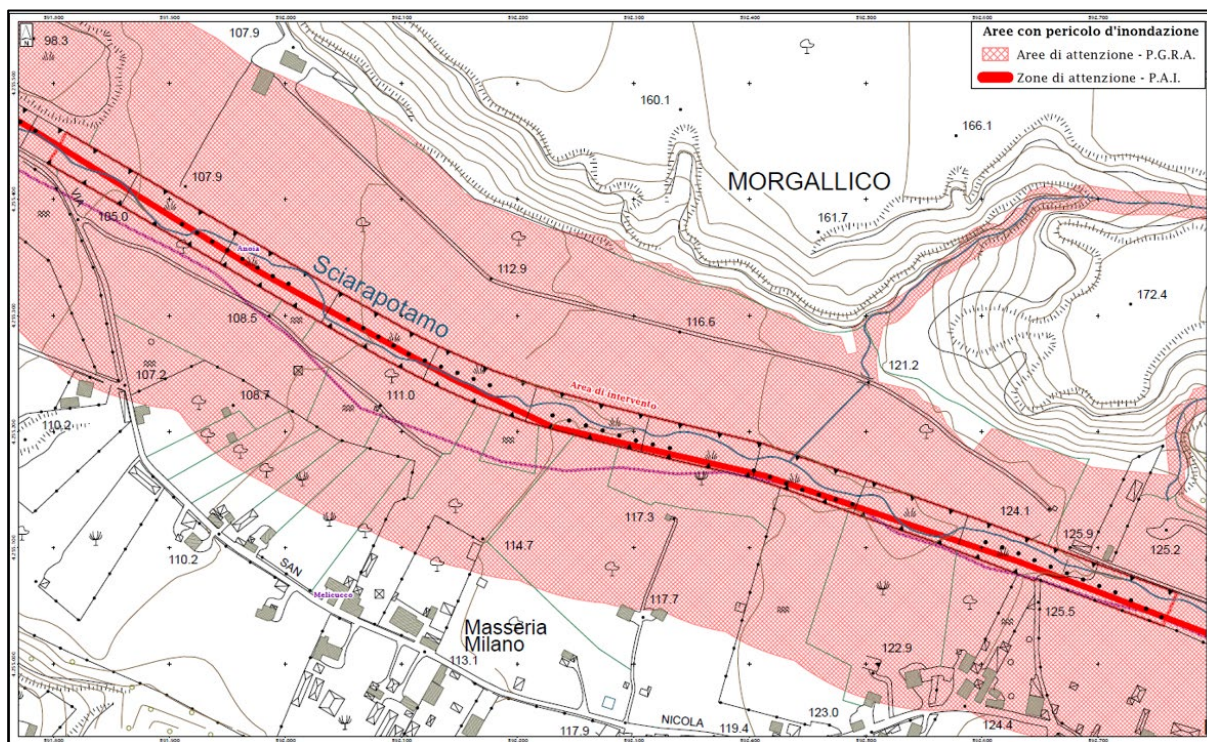 Aree con pericolo d'inondazione
Aree di attenzione - P.G.R.A.
Zone di attenzione - P.A.I.
N
98.3
107.9
160.1
166.1
MORGALLICO
107.9
161.7
VIA
105.0
Anoia
Sciarapotamo
112.9
172.4
108.5
116.6
121.2
107.2
108.7
111.0
Area di intervento
110.2
124.1
117.3
125.9
125.2
114.7
110.2
SAN
Melicucco
117.7
125.5
Masseria
Milano
122.9
113.1
123.0
NICOLA
124.4
117.9
119.4